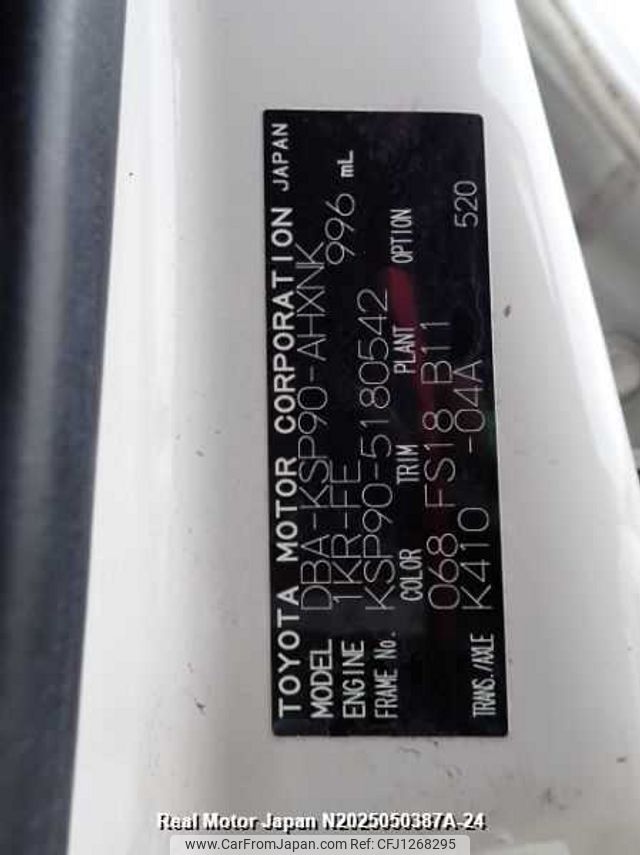 TOYOTA MOTOR CORPORATION JAPAN
MODEL DBA-KSP90-AHXNK
ENGINE 1KR-FE 996 mL
FRAME No. KSP90-5180542
COLOR TRIM PLANT OPTION
068 FS18 B11
TRANS./AXLE K410 -04A 520
Real Motor Japan N2025050387A-24
www.CarFromJapan.com | CFJ1268295